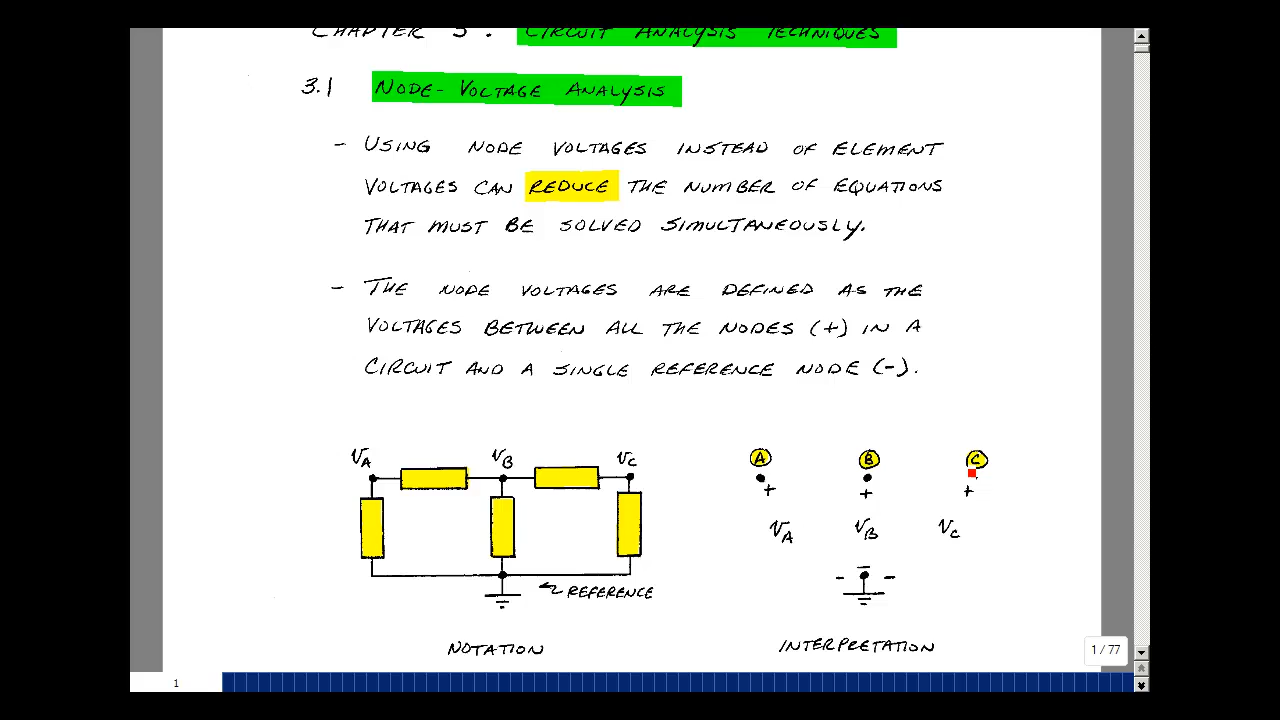 CHAPTER 3: CIRCUIT ANALYSIS TECHNIQUES
3.1 NODE-VOLTAGE ANALYSIS
- USING NODE VOLTAGES INSTEAD OF ELEMENT
VOLTAGES CAN REDUCE THE NUMBER OF EQUATIONS
THAT MUST BE SOLVED SIMULTANEOUSLY.
- THE NODE VOLTAGES ARE DEFINED AS THE
VOLTAGES BETWEEN ALL THE NODES (+) IN A
CIRCUIT AND A SINGLE REFERENCE NODE (-).
VA VB VC
A B C
+ + +
VA VB VC
- - -
REFERENCE
NOTATION
INTERPRETATION
1 / 77
1